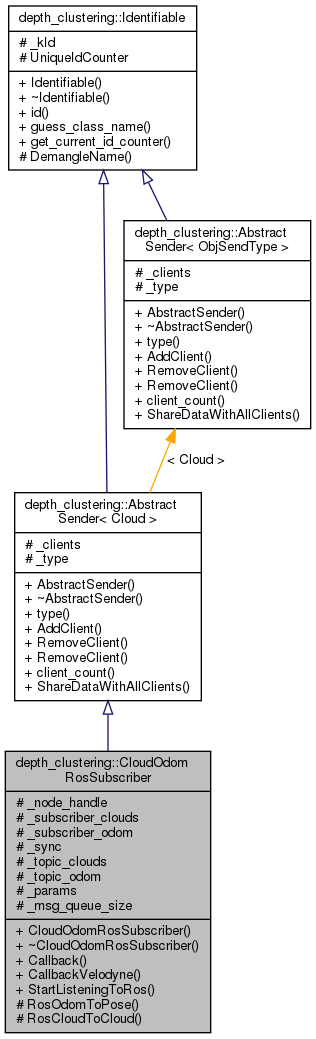 depth_clustering::Identifiable
# _kId
# UniqueIdCounter
+ Identifiable()
+ ~Identifiable()
+ id()
+ guess_class_name()
+ get_current_id_counter()
# DemangleName()
depth_clustering::Abstract
Sender< ObjSendType >
# _clients
# _type
+ AbstractSender()
+ ~AbstractSender()
+ type()
+ AddClient()
+ RemoveClient()
+ RemoveClient()
+ client_count()
+ ShareDataWithAllClients()
< Cloud >
depth_clustering::Abstract
Sender< Cloud >
# _clients
# _type
+ AbstractSender()
+ ~AbstractSender()
+ type()
+ AddClient()
+ RemoveClient()
+ RemoveClient()
+ client_count()
+ ShareDataWithAllClients()
depth_clustering::CloudOdom
RosSubscriber
# _node_handle
# _subscriber_clouds
# _subscriber_odom
# _sync
# _topic_clouds
# _topic_odom
# _params
# _msg_queue_size
+ CloudOdomRosSubscriber()
+ ~CloudOdomRosSubscriber()
+ Callback()
+ CallbackVelodyne()
+ StartListeningToRos()
# RosOdomToPose()
# RosCloudToCloud()